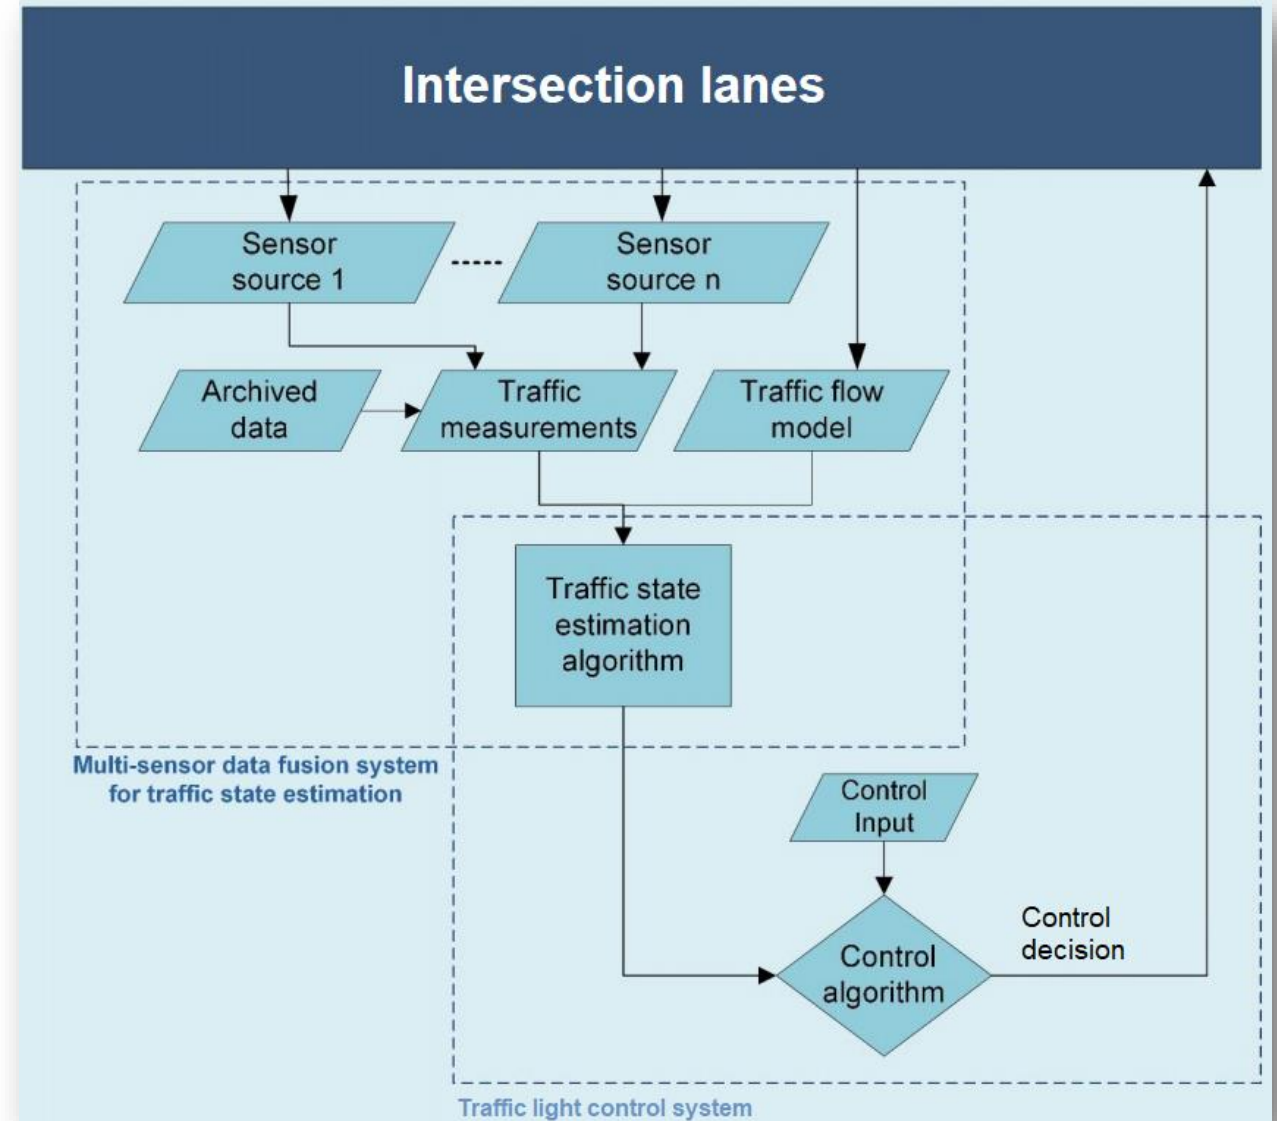 Intersection lanes
Sensor
source 1
Sensor
source n
Archived
data
Traffic
measurements
Traffic flow
model
Traffic state
estimation
algorithm
Multi-sensor data fusion system
for traffic state estimation
Control
Input
Control
algorithm
Control
decision
Traffic light control system